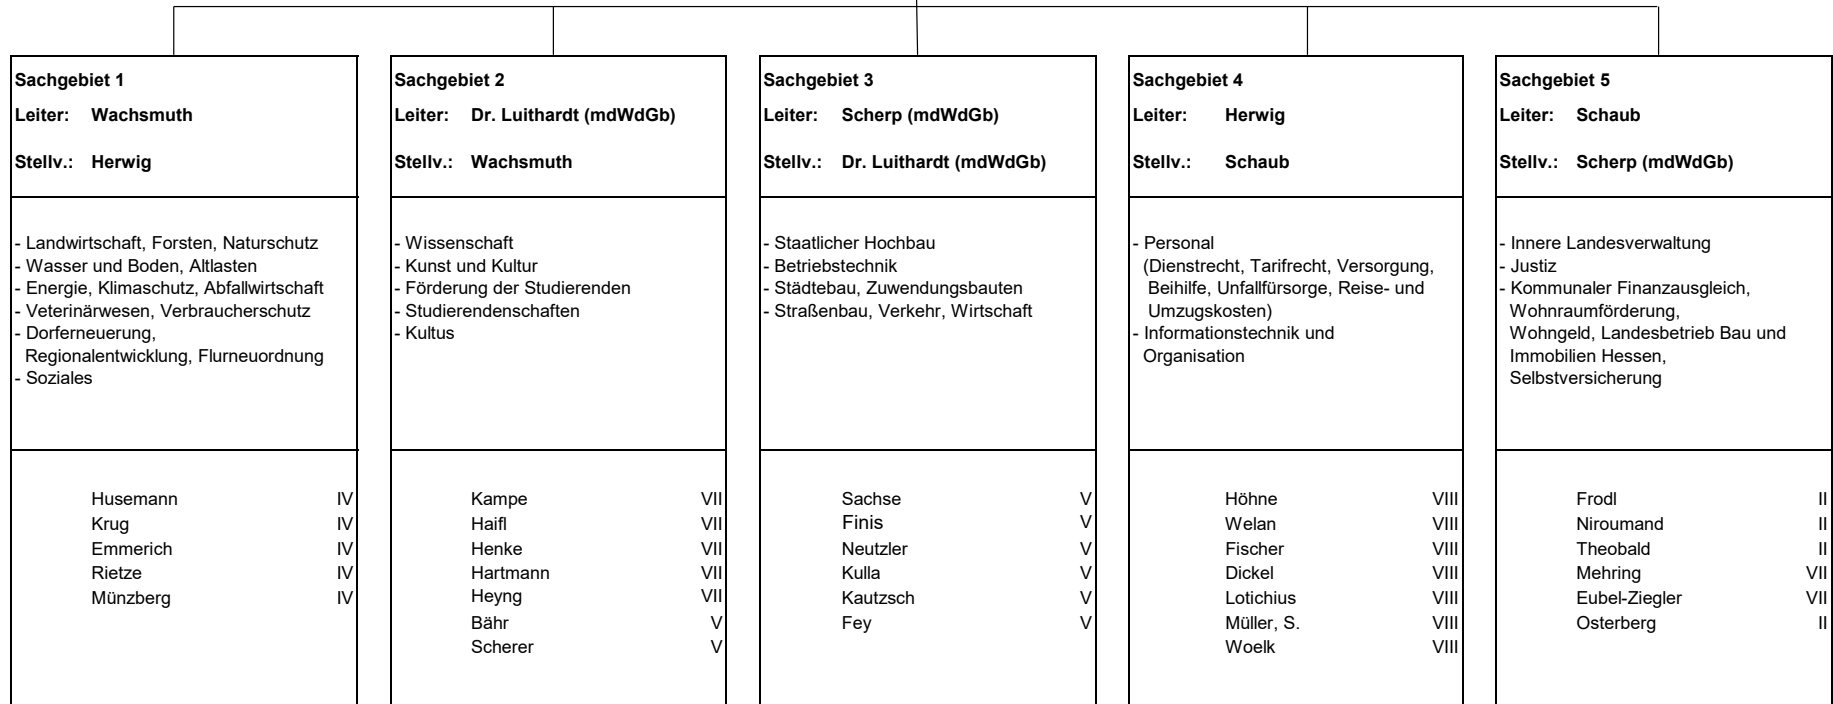 Sachgebiet 1
Leiter: Wachsmuth
Stellv.: Herwig
- Landwirtschaft, Forsten, Naturschutz
- Wasser und Boden, Altlasten
- Energie, Klimaschutz, Abfallwirtschaft
- Veterinärwesen, Verbraucherschutz
- Dorferneuerung,
Regionalentwicklung, Flurneuordnung
- Soziales
Husemann IV
Krug IV
Emmerich IV
Rietze IV
Münzberg IV
Sachgebiet 2
Leiter: Dr. Luithardt (mdWdGb)
Stellv.: Wachsmuth
- Wissenschaft
- Kunst und Kultur
- Förderung der Studierenden
- Studierendenschaften
- Kultus
Kampe VII
Haifl VII
Henke VII
Hartmann VII
Heyng VII
Bähr V
Scherer V
Sachgebiet 3
Leiter: Scherp (mdWdGb)
Stellv.: Dr. Luithardt (mdWdGb)
- Staatlicher Hochbau
- Betriebstechnik
- Städtebau, Zuwendungsbauten
- Straßenbau, Verkehr, Wirtschaft
Sachse V
Finis V
Neutzler V
Kulla V
Kautzsch V
Fey V
Sachgebiet 4
Leiter: Herwig
Stellv.: Schaub
- Personal
(Dienstrecht, Tarifrecht, Versorgung,
Beihilfe, Unfallfürsorge, Reise- und
Umzugskosten)
- Informationstechnik und
Organisation
Höhne VIII
Welan VIII
Fischer VIII
Dickel VIII
Lotichius VIII
Müller, S. VIII
Woelk VIII
Sachgebiet 5
Leiter: Schaub
Stellv.: Scherp (mdWdGb)
- Innere Landesverwaltung
- Justiz
- Kommunaler Finanzausgleich,
Wohnraumförderung,
Wohngeld, Landesbetrieb Bau und
Immobilien Hessen,
Selbstversicherung
Frodl II
Niroumand II
Theobald II
Mehring VII
Eubel-Ziegler VII
Osterberg II